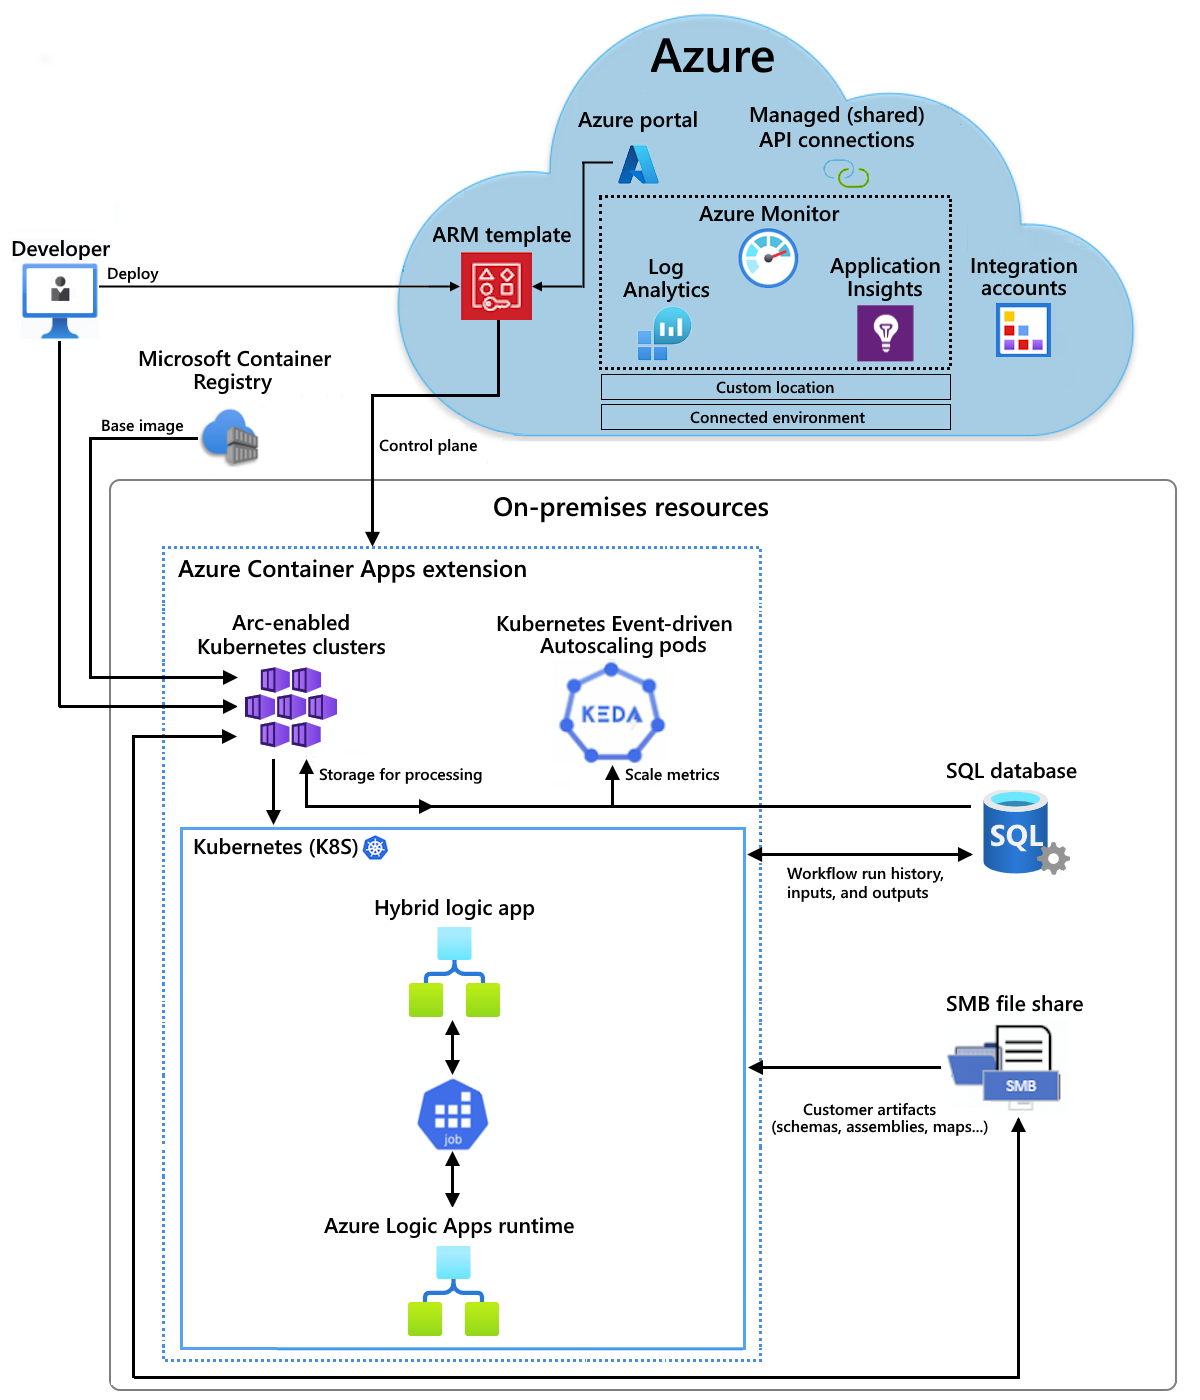 Azure
Azure portal
Managed (shared)
API connections
Azure Monitor
ARM template
Log
Analytics
Application
Insights
Integration
accounts
Custom location
Connected environment
Developer
Deploy
Microsoft Container
Registry
Base image
Control plane
On-premises resources
Azure Container Apps extension
Arc-enabled
Kubernetes clusters
Kubernetes Event-driven
Autoscaling pods
KEDA
Storage for processing
Scale metrics
SQL database
SQL
Kubernetes (K8S)
Workflow run history,
inputs, and outputs
Hybrid logic app
SMB file share
SMB
job
Customer artifacts
(schemas, assemblies, maps...)
Azure Logic Apps runtime